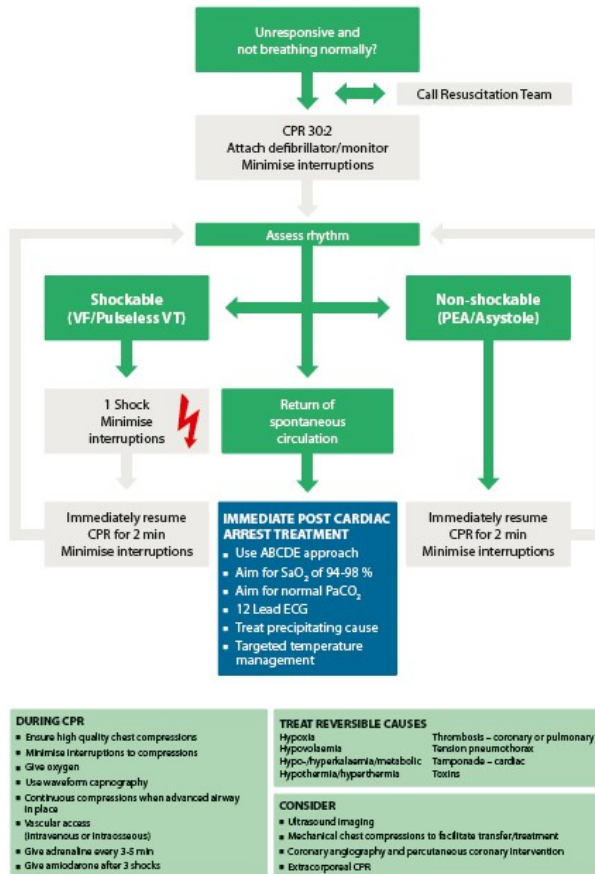 Unresponsive and
not breathing normally?
Call Resuscitation Team
CPR 30:2
Attach defibrillator/monitor
Minimise interruptions
Assess rhythm
Shockable
(VF/Pulseless VT)
Non-shockable
(PEA/Asystole)
1 Shock
Minimise
interruptions
Return of
spontaneous
circulation
Immediately resume
CPR for 2 min
Minimise interruptions
IMMEDIATE POST CARDIAC
ARREST TREATMENT
▪ Use ABCDE approach
▪ Aim for SaO₂ of 94-98 %
▪ Aim for normal PaCO₂
▪ 12 Lead ECG
▪ Treat precipitating cause
▪ Targeted temperature
management
Immediately resume
CPR for 2 min
Minimise interruptions
DURING CPR
▪ Ensure high quality chest compressions
▪ Minimise interruptions to compressions
▪ Give oxygen
▪ Use waveform capnography
▪ Continuous compressions when advanced airway
in place
▪ Vascular access
(intravenous or intraosseous)
▪ Give adrenaline every 3-5 min
▪ Give amiodarone after 3 shocks
TREAT REVERSIBLE CAUSES
Hypoxia
Hypovolaemia
Hypo-/hyperkalaemia/metabolic
Hypothermia/hyperthermia
Thrombosis – coronary or pulmonary
Tension pneumothorax
Tamponade – cardiac
Toxins
CONSIDER
▪ Ultrasound imaging
▪ Mechanical chest compressions to facilitate transfer/treatment
▪ Coronary angiography and percutaneous coronary intervention
▪ Extracorporeal CPR